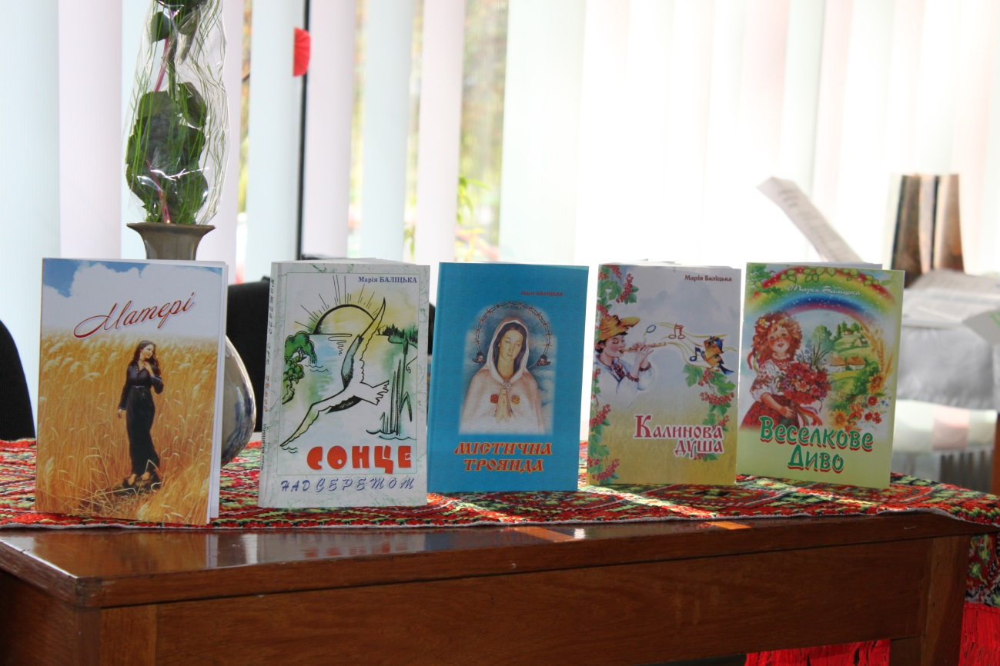 Матері
Марія БАЛІЦЬКА
СОНЦЕ
НАД СЕРЕТОМ
Марія БАЛІЦЬКА
МІСТИЧНА
ТРОЯНДА
Марія Баліцька
КАЛИНОВА
ДУША
Марія Баліцька
ВЕСЕЛКОВЕ
ДИВО